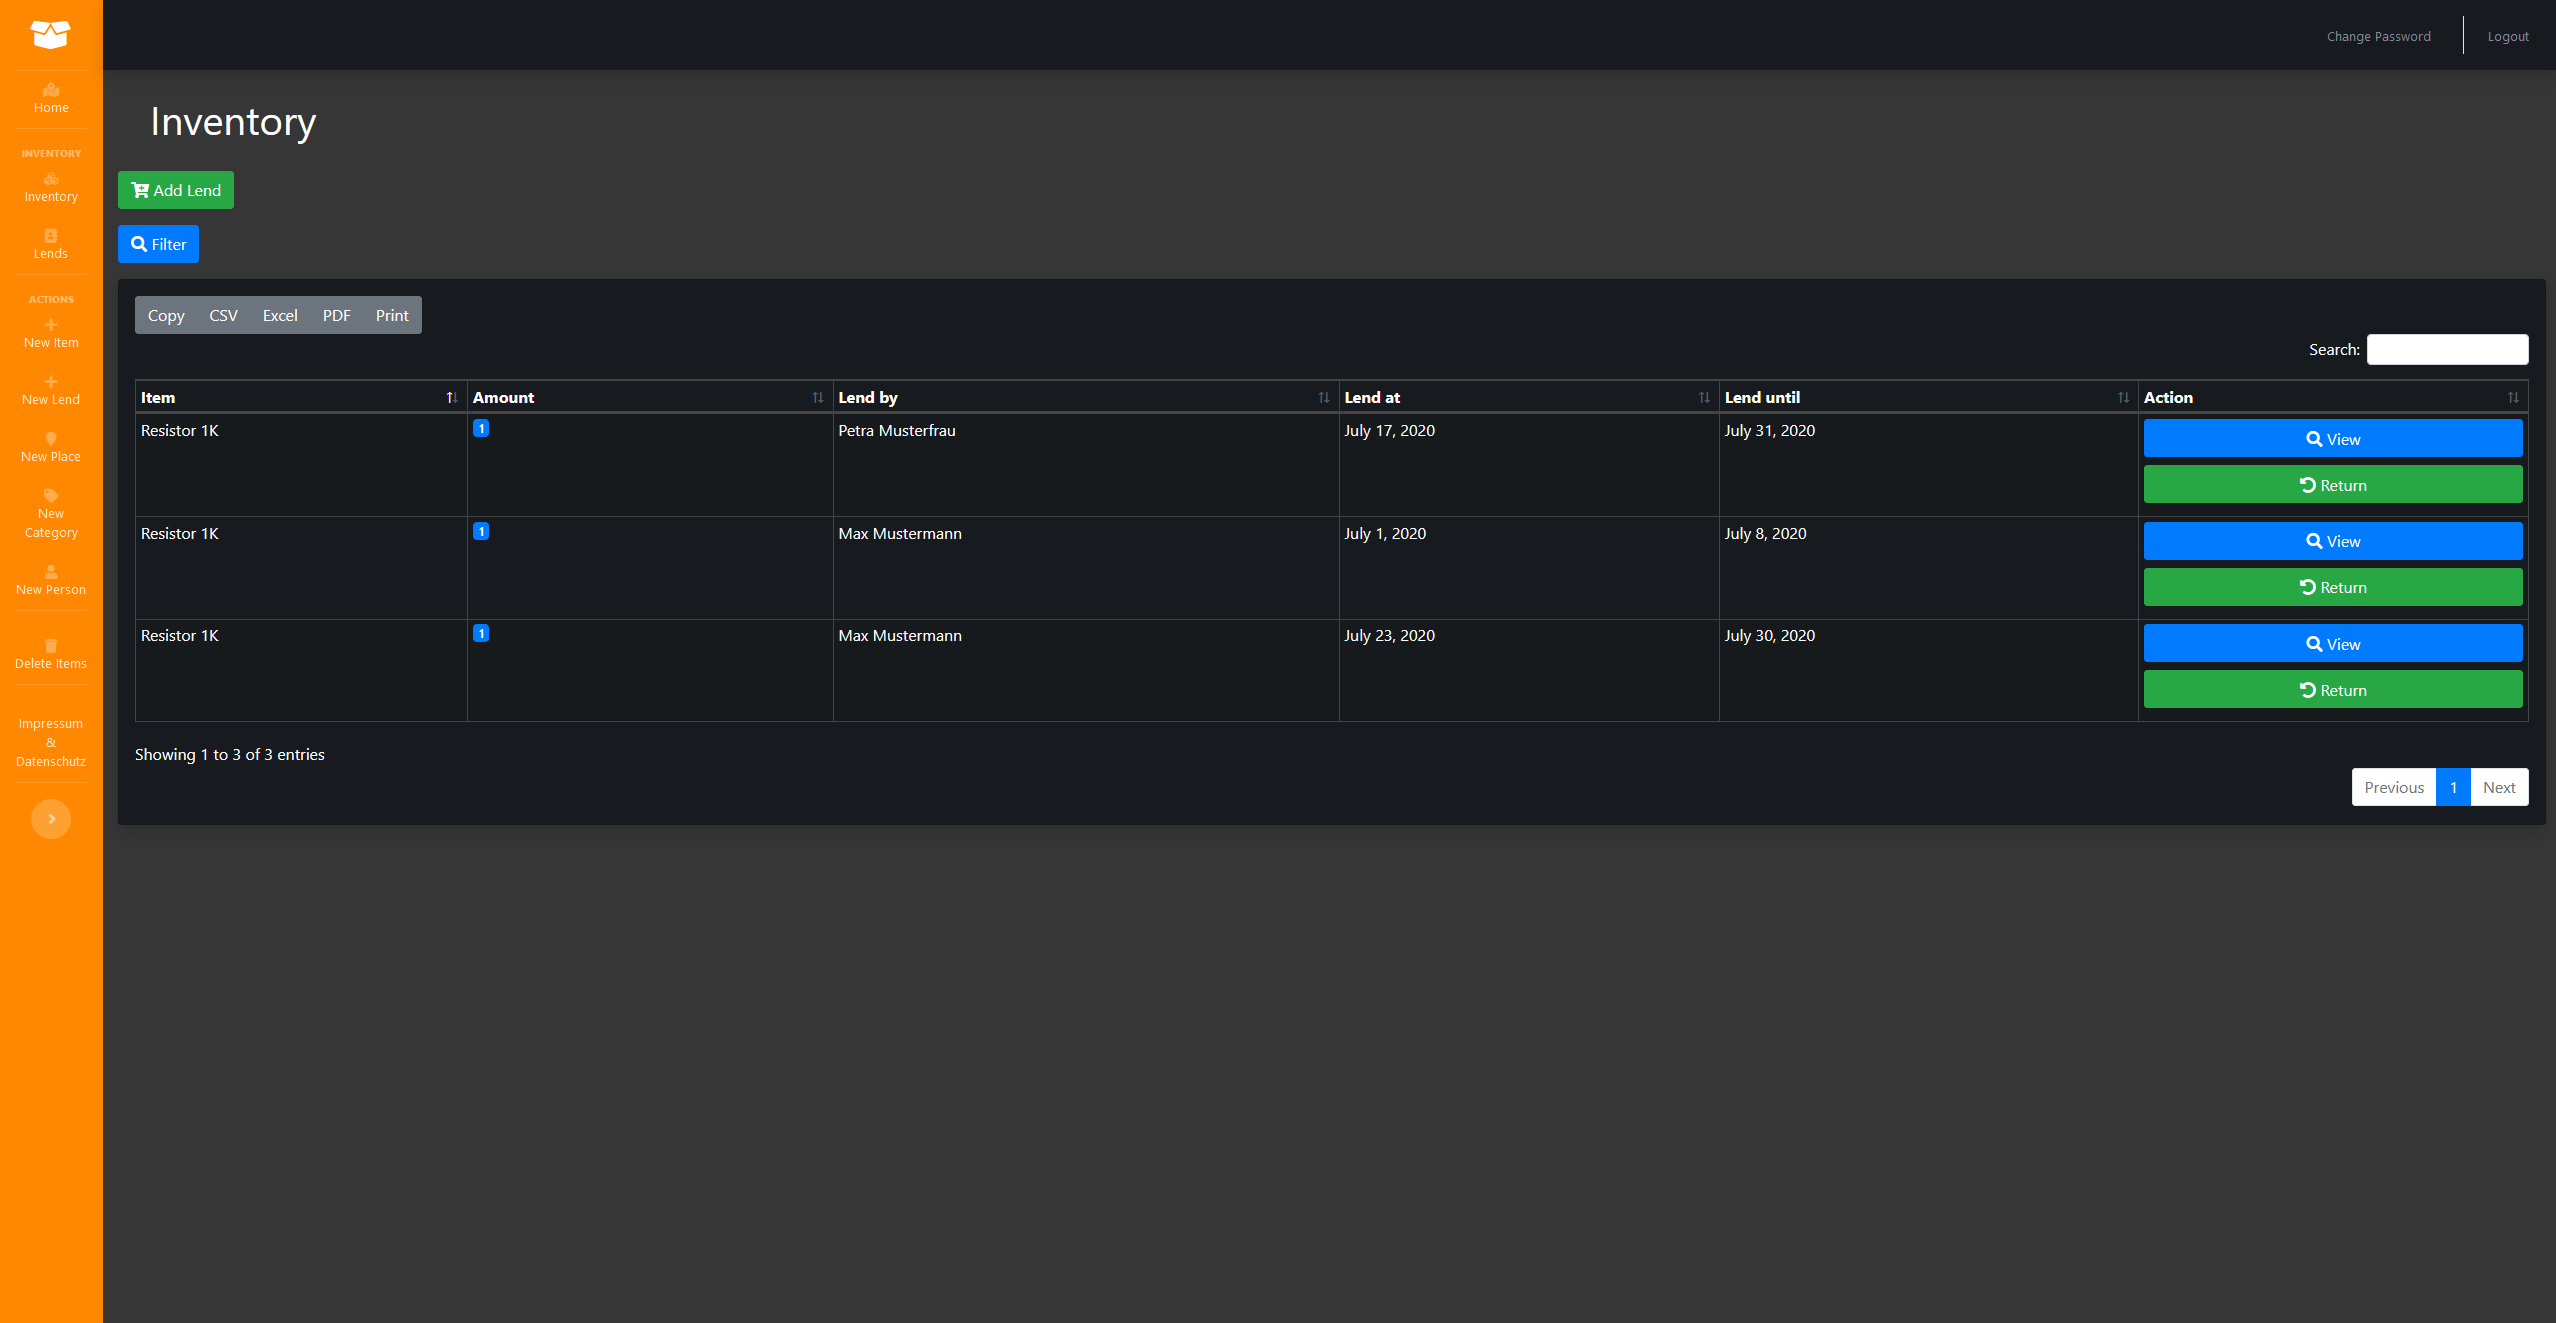 Change Password
Logout
Home
INVENTORY
Inventory
Lends
ACTIONS
New Item
New Lend
New Place
New
Category
New Person
Delete Items
Impressum
&
Datenschutz
Inventory
Add Lend
Filter
Copy CSV Excel PDF Print
Search:
Item Amount Lend by Lend at Lend until Action
Resistor 1K 1 Petra Musterfrau July 17, 2020 July 31, 2020 View
Return
Resistor 1K 1 Max Mustermann July 1, 2020 July 8, 2020 View
Return
Resistor 1K 1 Max Mustermann July 23, 2020 July 30, 2020 View
Return
Showing 1 to 3 of 3 entries
Previous 1 Next